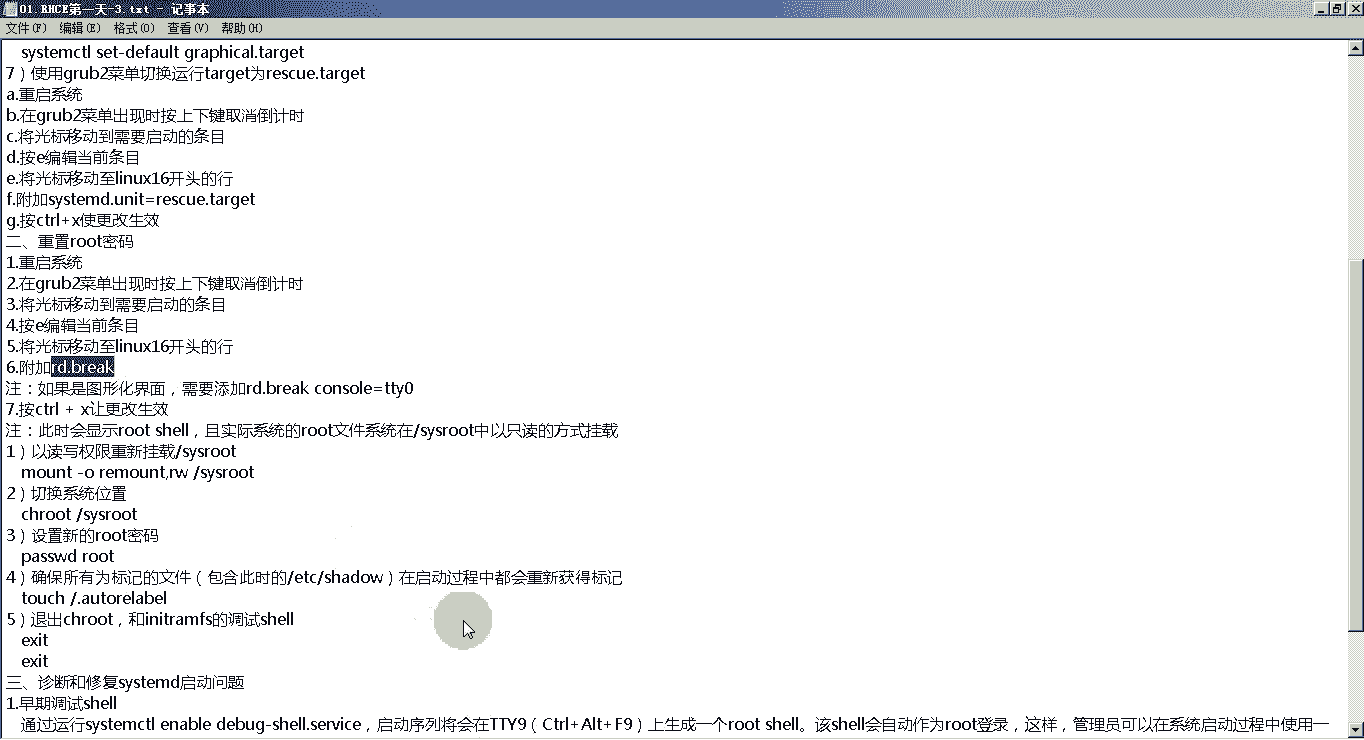 01.RHCE第一天-3.txt - 记事本
文件(F) 编辑(E) 格式(O) 查看(V) 帮助(H)
systemctl set-default graphical.target
7）使用grub2菜单切换运行target为rescue.target
a.重启系统
b.在grub2菜单出现时按上下键取消倒计时
c.将光标移动到需要启动的条目
d.按e编辑当前条目
e.将光标移动至linux16开头的行
f.附加systemd.unit=rescue.target
g.按ctrl+x使更改生效
二、重置root密码
1.重启系统
2.在grub2菜单出现时按上下键取消倒计时
3.将光标移动到需要启动的条目
4.按e编辑当前条目
5.将光标移动至linux16开头的行
6.附加rd.break
注：如果是图形化界面，需要添加rd.break console=tty0
7.按ctrl + x让更改生效
注：此时会显示root shell，且实际系统的root文件系统在/sysroot中以只读的方式挂载
1）以读写权限重新挂载/sysroot
mount -o remount,rw /sysroot
2）切换系统位置
chroot /sysroot
3）设置新的root密码
passwd root
4）确保所有为标记的文件（包含此时的/etc/shadow）在启动过程中都会重新获得标记
touch /.autorelabel
5）退出chroot，和initramfs的调试shell
exit
exit
三、诊断和修复systemd启动问题
1.早期调试shell
通过运行systemctl enable debug-shell.service，启动序列将会在TTY9（Ctrl+Alt+F9）上生成一个root shell。该shell会自动作为root登录，这样，管理员可以在系统启动过程中使用一